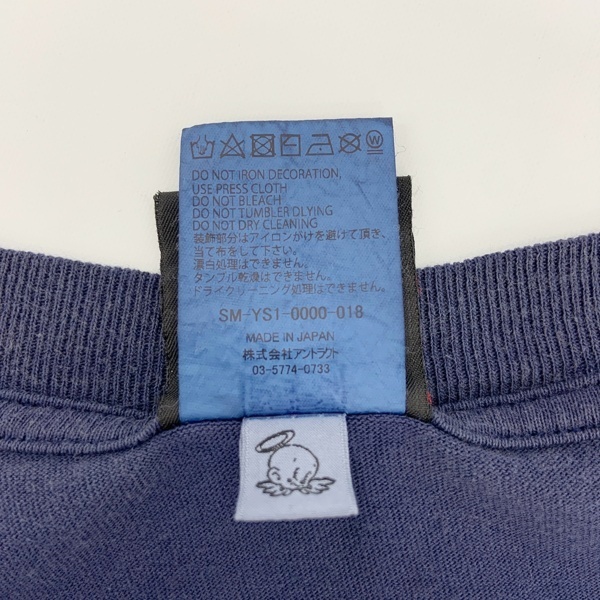 DO NOT IRON DECORATION,
USE PRESS CLOTH
DO NOT BLEACH
DO NOT TUMBLER DLYING
DO NOT DRY CLEANING
装飾部分はアイロンがけを避けて頂き、
当て布をして下さい。
漂白処理はできません。
タンブル乾燥はできません。
ドライクリーニング処理はできません。
SM-YS1-0000-018
MADE IN JAPAN
株式会社アントラクト
03-5774-0733